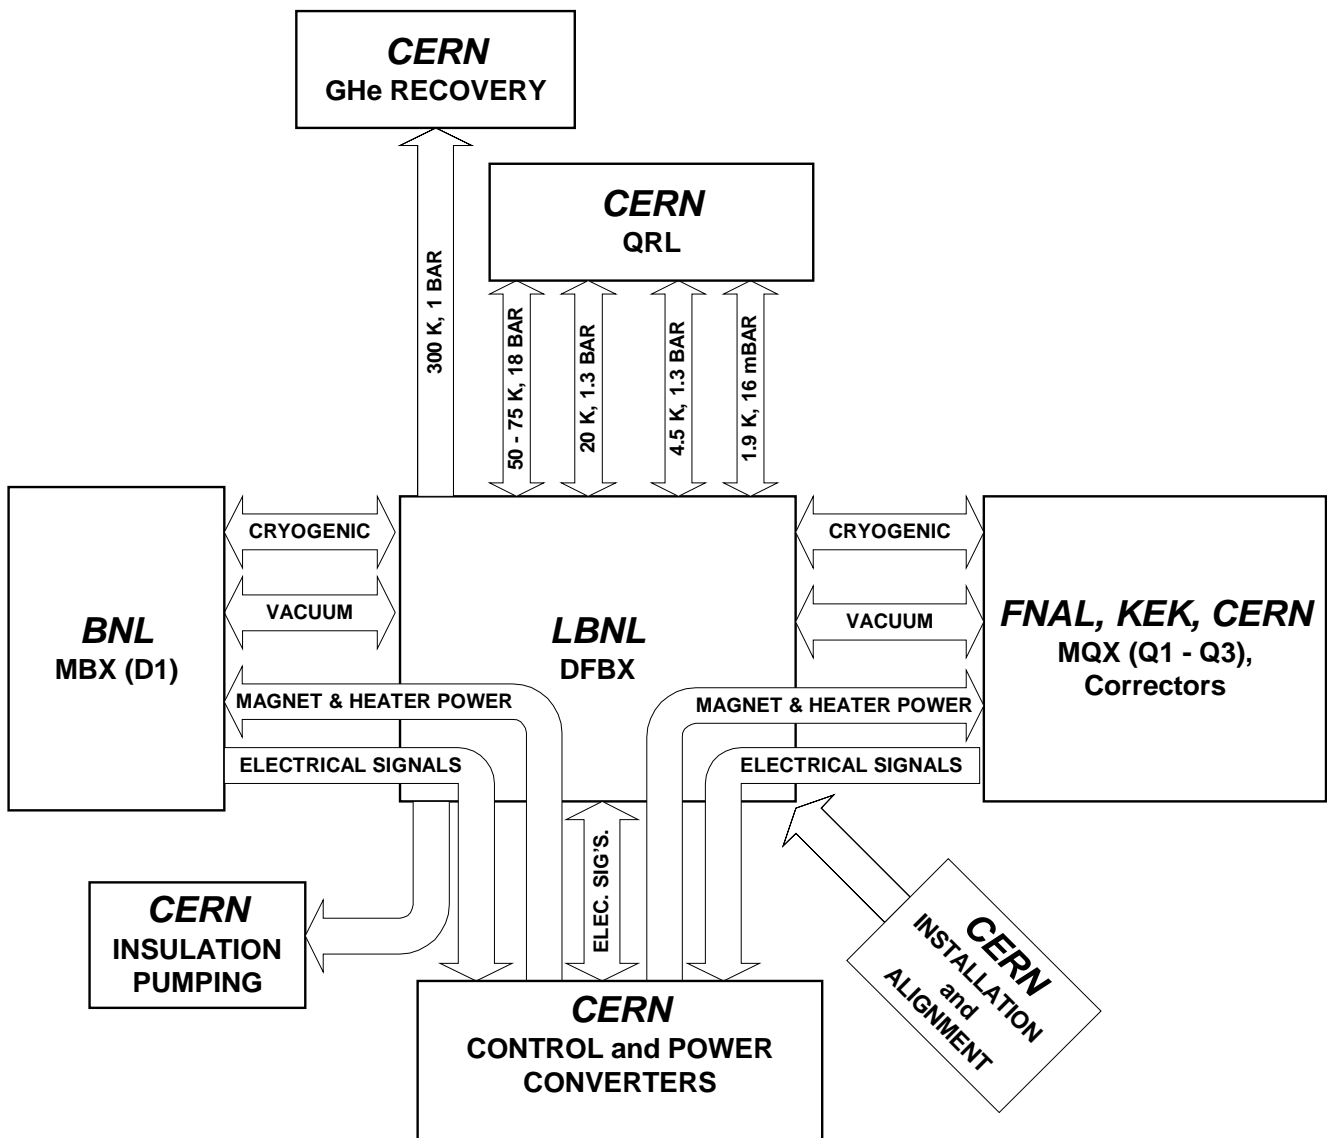 CERN
GHe RECOVERY
CERN
QRL
300 K, 1 BAR
50 - 75 K, 18 BAR
20 K, 1.3 BAR
4.5 K, 1.3 BAR
1.9 K, 16 mBAR
BNL
MBX (D1)
CRYOGENIC
VACUUM
MAGNET & HEATER POWER
ELECTRICAL SIGNALS
LBNL
DFBX
CRYOGENIC
VACUUM
MAGNET & HEATER POWER
ELECTRICAL SIGNALS
FNAL, KEK, CERN
MQX (Q1 - Q3),
Correctors
ELEC. SIG'S.
CERN
INSULATION
PUMPING
CERN
CONTROL and POWER
CONVERTERS
CERN
INSTALLATION
and
ALIGNMENT